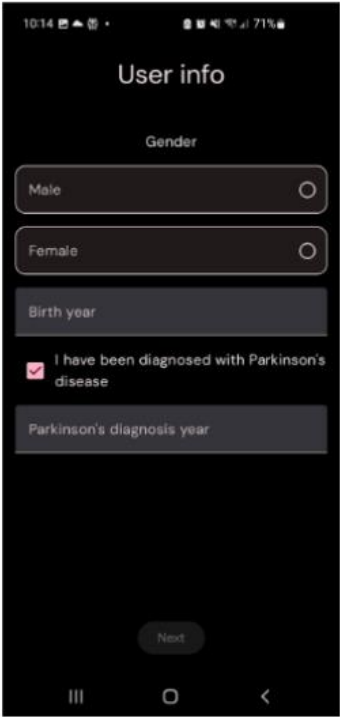 10:14
71%
User info
Gender
Male
Female
Birth year
I have been diagnosed with Parkinson's
disease
Parkinson's diagnosis year
Next